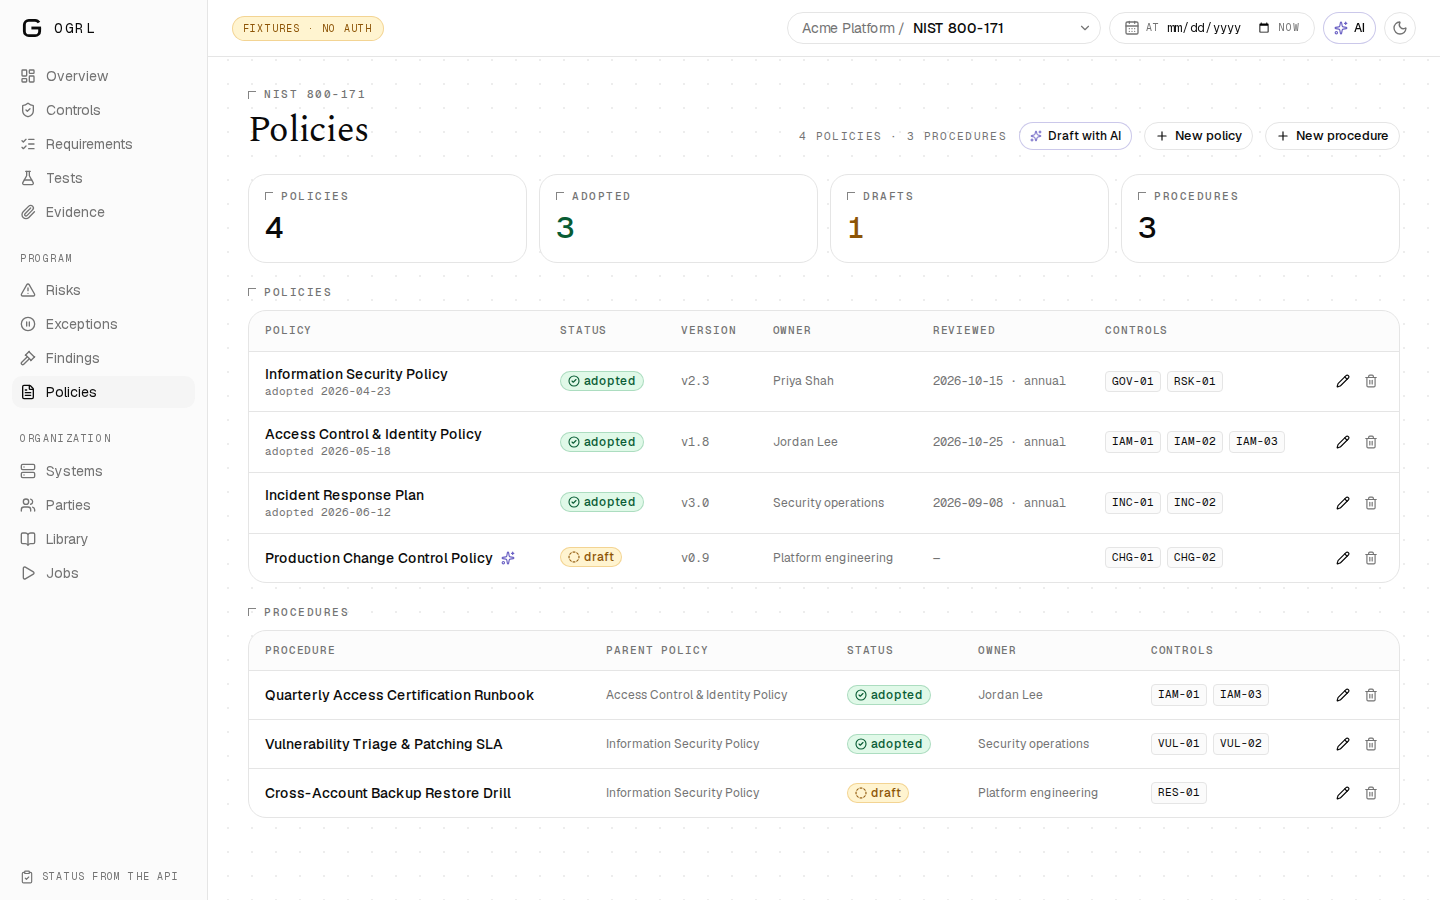 OGRL
FIXTURES · NO AUTH
Acme Platform / NIST 800-171
AT mm/dd/yyyy NOW
AI
Overview
Controls
Requirements
Tests
Evidence
PROGRAM
Risks
Exceptions
Findings
Policies
ORGANIZATION
Systems
Parties
Library
Jobs
STATUS FROM THE API
NIST 800-171
Policies
4 POLICIES · 3 PROCEDURES
Draft with AI
New policy
New procedure
POLICIES
4
ADOPTED
3
DRAFTS
1
PROCEDURES
3
POLICIES
POLICY STATUS VERSION OWNER REVIEWED CONTROLS
Information Security Policy adopted v2.3 Priya Shah 2026-10-15 · annual GOV-01 RSK-01
adopted 2026-04-23
Access Control & Identity Policy adopted v1.8 Jordan Lee 2026-10-25 · annual IAM-01 IAM-02 IAM-03
adopted 2026-05-18
Incident Response Plan adopted v3.0 Security operations 2026-09-08 · annual INC-01 INC-02
adopted 2026-06-12
Production Change Control Policy draft v0.9 Platform engineering — CHG-01 CHG-02
PROCEDURES
PROCEDURE PARENT POLICY STATUS OWNER CONTROLS
Quarterly Access Certification Runbook Access Control & Identity Policy adopted Jordan Lee IAM-01 IAM-03
Vulnerability Triage & Patching SLA Information Security Policy adopted Security operations VUL-01 VUL-02
Cross-Account Backup Restore Drill Information Security Policy draft Platform engineering RES-01